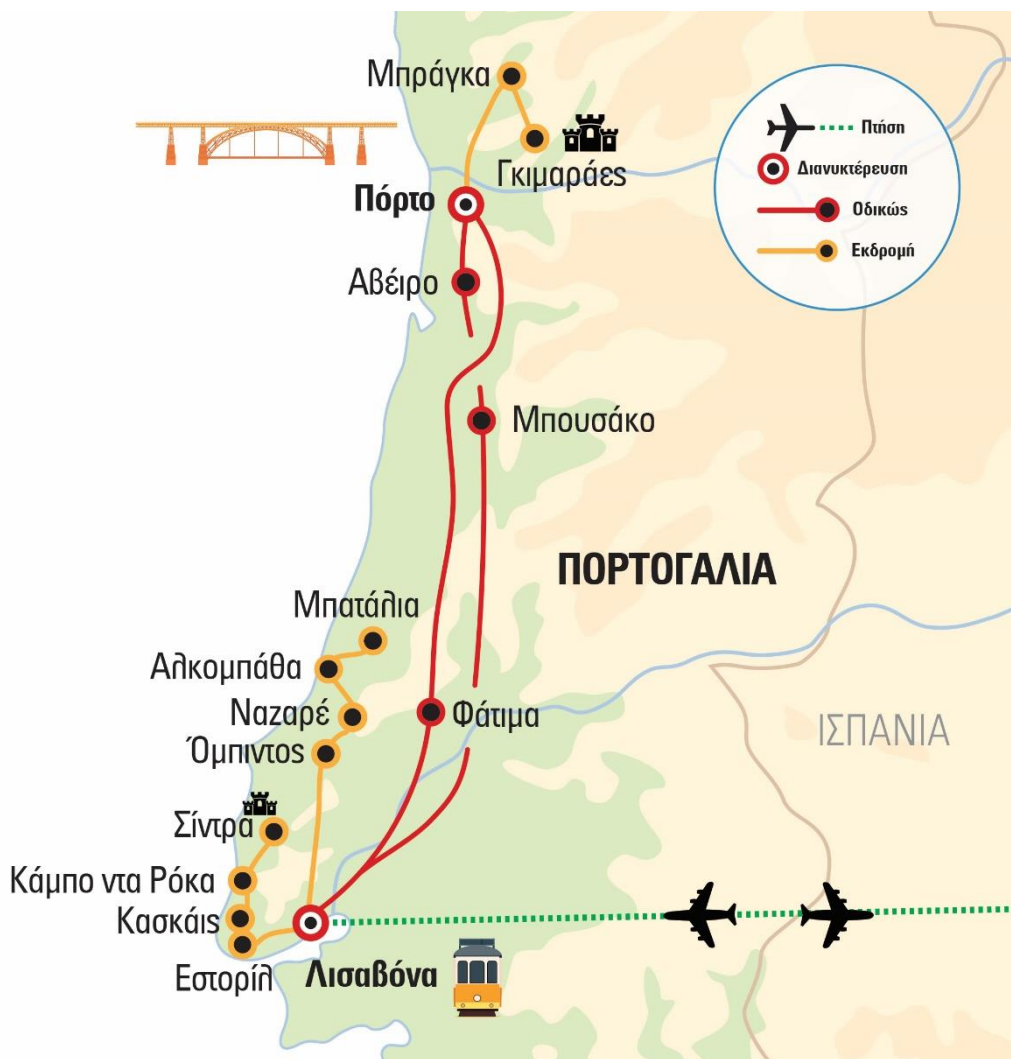 Μπράγκα
Γκιμαράες
Πόρτο
Αβέιρο
Μπουσάκο
ΠΟΡΤΟΓΑΛΙΑ
Μπατάλια
Αλκομπάθα
Ναζαρέ
Όμπιντος
Φάτιμα
ΙΣΠΑΝΙΑ
Σίντρα
Κάμπο ντα Ρόκα
Κασκάις
Εστορίλ
Λισαβόνα
Πτήση
Διανυκτέρευση
Οδικώς
Εκδρομή